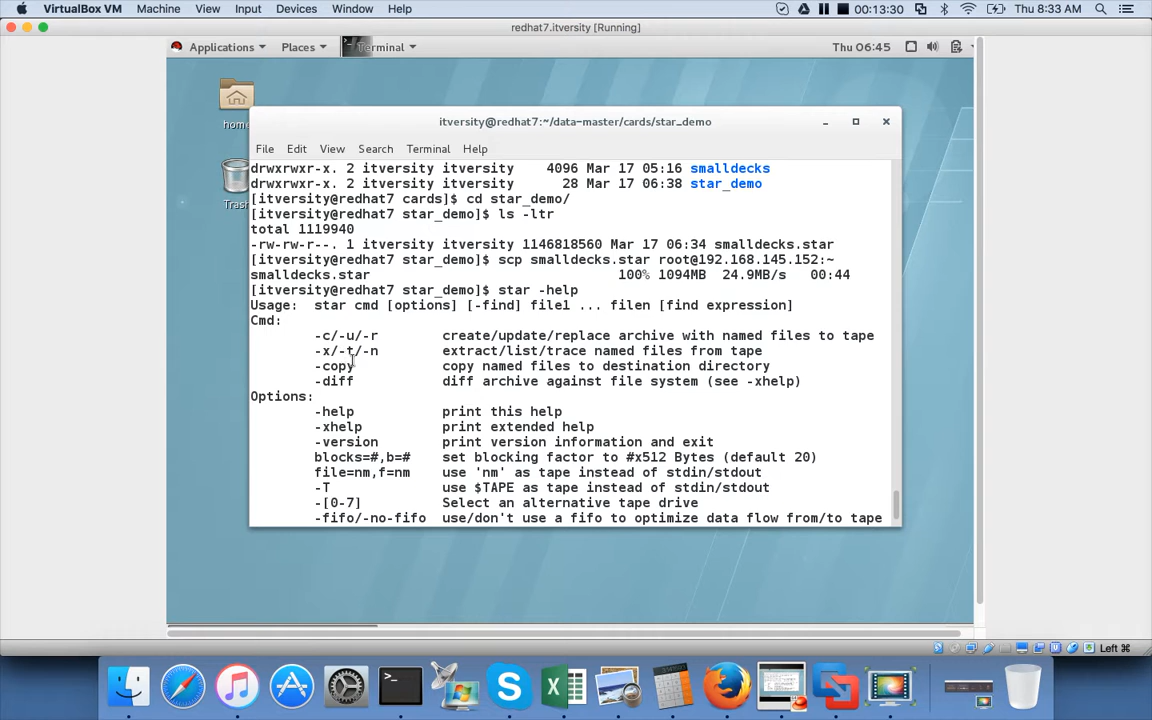 VirtualBox VM Machine View Input Devices Window Help 00:13:30 Thu 8:33 AM
redhat7.itversity [Running]
Applications Places Terminal Thu 06:45
home
Trash
itversity@redhat7:~/data-master/cards/star_demo
File Edit View Search Terminal Help
drwxrwxr-x. 2 itversity itversity 4096 Mar 17 05:16 smalldecks
drwxrwxr-x. 2 itversity itversity 28 Mar 17 06:38 star_demo
[itversity@redhat7 cards]$ cd star_demo/
[itversity@redhat7 star_demo]$ ls -ltr
total 1119940
-rw-rw-r--. 1 itversity itversity 1146818560 Mar 17 06:34 smalldecks.star
[itversity@redhat7 star_demo]$ scp smalldecks.star root@192.168.145.152:~
smalldecks.star 100% 1094MB 24.9MB/s 00:44
[itversity@redhat7 star_demo]$ star -help
Usage: star cmd [options] [-find] file1 ... filen [find expression]
Cmd:
-c/-u/-r create/update/replace archive with named files to tape
-x/-t/-n extract/list/trace named files from tape
-copy copy named files to destination directory
-diff diff archive against file system (see -xhelp)
Options:
-help print this help
-xhelp print extended help
-version print version information and exit
blocks=#,b=# set blocking factor to #x512 Bytes (default 20)
file=nm,f=nm use 'nm' as tape instead of stdin/stdout
-T use $TAPE as tape instead of stdin/stdout
-[0-7] Select an alternative tape drive
-fifo/-no-fifo use/don't use a fifo to optimize data flow from/to tape
Left ⌘